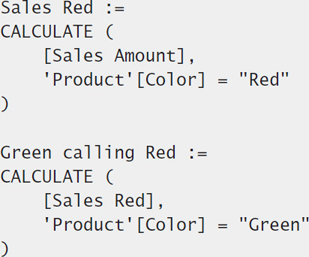 Sales Red :=
CALCULATE (
    [Sales Amount],
    'Product'[Color] = "Red"
)

Green calling Red :=
CALCULATE (
    [Sales Red],
    'Product'[Color] = "Green"
)